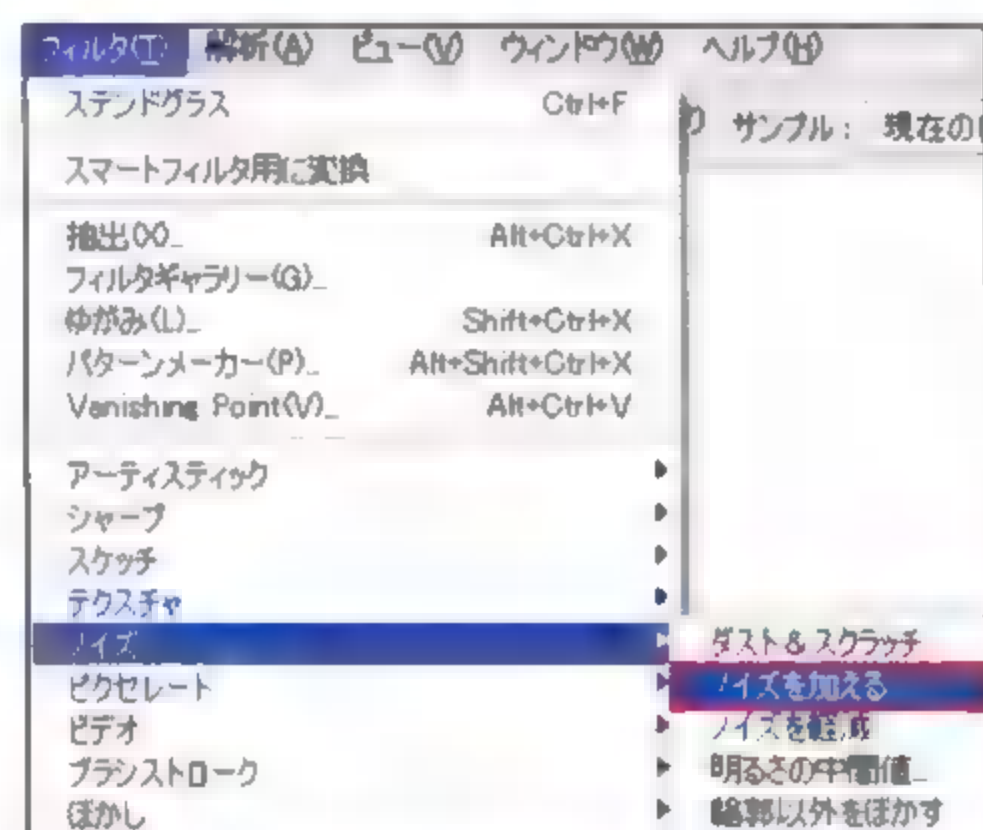 フィルタ(T) 解析(A) ビュー(V) ウィンドウ(W) ヘルプ(H)
ステンドグラス Ctrl+F
サンプル： 現在の
スマートフィルタ用に変換
抽出(X)... Alt+Ctrl+X
フィルタギャラリー(G)...
ゆがみ(L)... Shift+Ctrl+X
パターンメーカー(P)... Alt+Shift+Ctrl+X
Vanishing Point(V)... Alt+Ctrl+V
アーティスティック
シャープ
スケッチ
テクスチャ
ノイズ
ピクセレート
ビデオ
ブラシストローク
ぼかし
ダスト＆スクラッチ
ノイズを加える
ノイズを軽減
明るさの中間値...
輪郭以外をぼかす